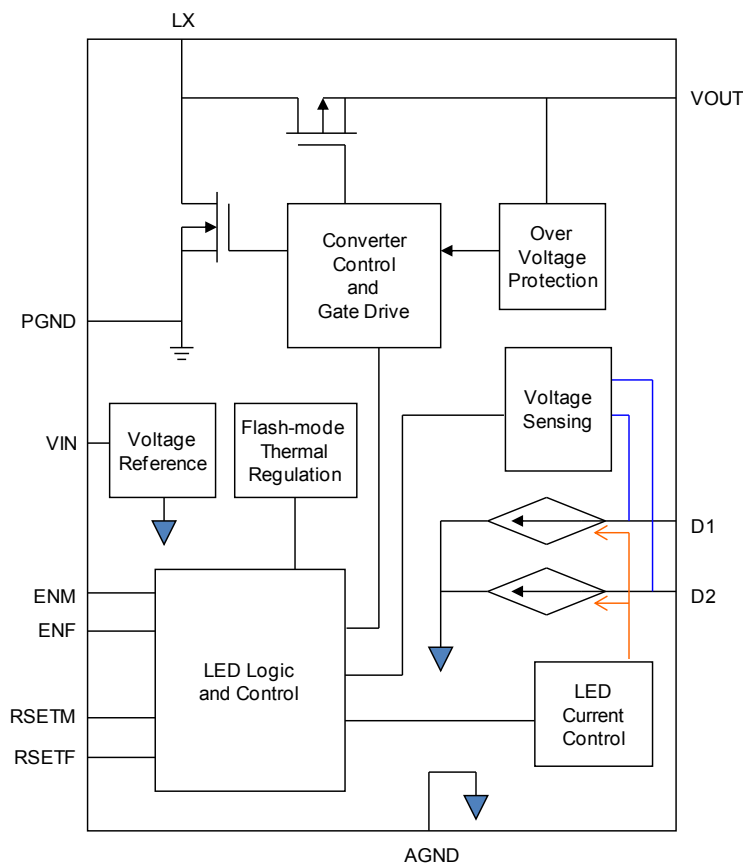 LX
VOUT
Converter
Control
and
Gate Drive
Over
Voltage
Protection
PGND
Voltage
Sensing
VIN
Voltage
Reference
Flash-mode
Thermal
Regulation
D1
D2
ENM
ENF
LED Logic
and Control
RSETM
RSETF
LED
Current
Control
AGND